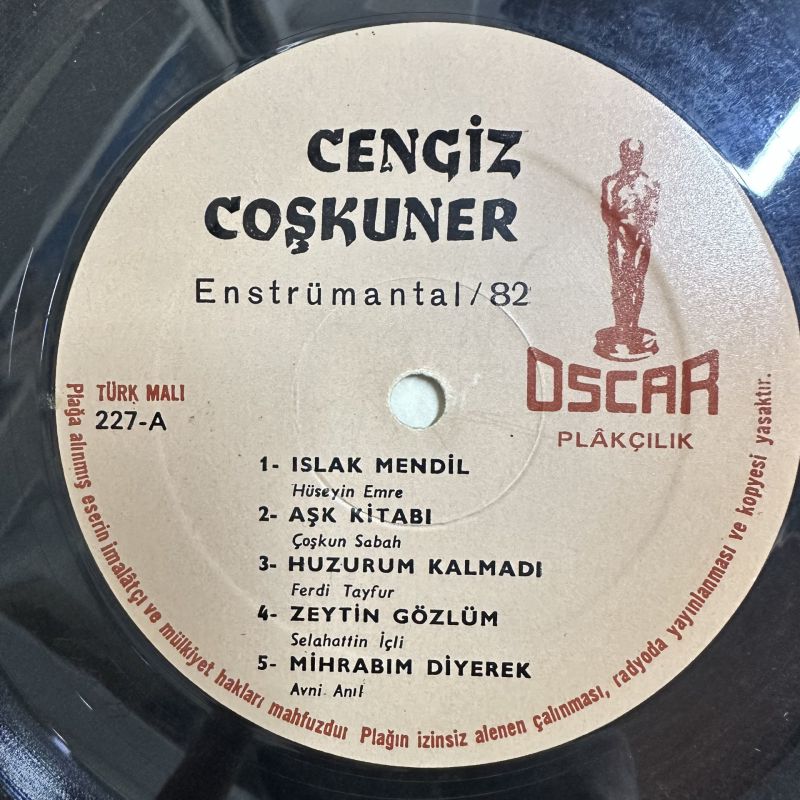 CENGİZ
COŞKUNER
Enstrümantal/82
OSCAR
PLÂKÇILIK
TÜRK MALI
227-A
1- ISLAK MENDİL
Hüseyin Emre
2- AŞK KİTABI
Çoşkun Sabah
3- HUZURUM KALMADI
Ferdi Tayfur
4- ZEYTİN GÖZLÜM
Selahattin İçli
5- MİHRABIM DİYEREK
Avni Anıl
Plağa alınmış eserin imalâtçı ve mülkiyet hakları mahfuzdur Plağın izinsiz alenen çalınması, radyoda yayınlanması ve kopyesi yasaktır.